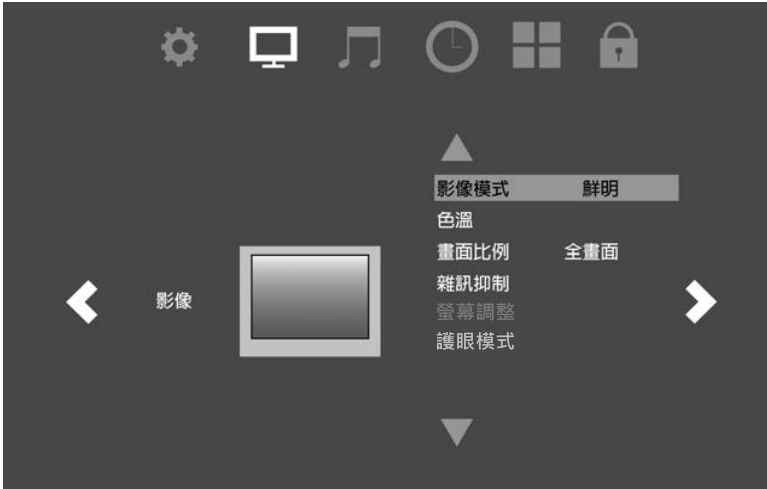 影像模式 鮮明
色溫
畫面比例 全畫面
雜訊抑制
影像
螢幕調整
護眼模式